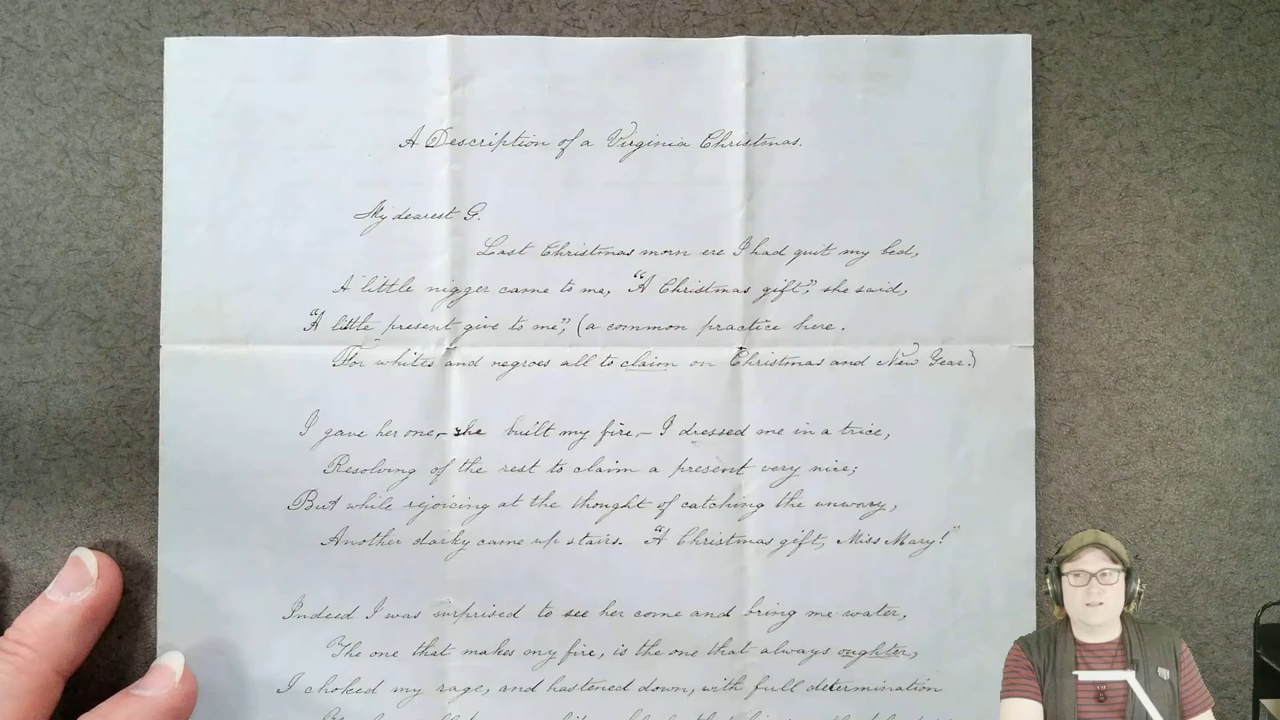 A Description of a Virginia Christmas.
My dearest G.
Last Christmas morn ere I had quit my bed,
A little nigger came to me, "A Christmas gift," she said,
"A little present give to me", (a common practice here.
For whites and negroes all to claim on Christmas and New Year.)
I gave her one,- she built my fire,- I dressed me in a trice,
Resolving of the rest to claim a present very nice;
But while rejoicing at the thought of catching the unwary,
Another darky came up stairs. "A Christmas gift, Miss Mary!"
Indeed I was surprised to see her come and bring me water,
The one that makes my fire, is the one that always oughter,
I choked my rage, and hastened down, with full determination